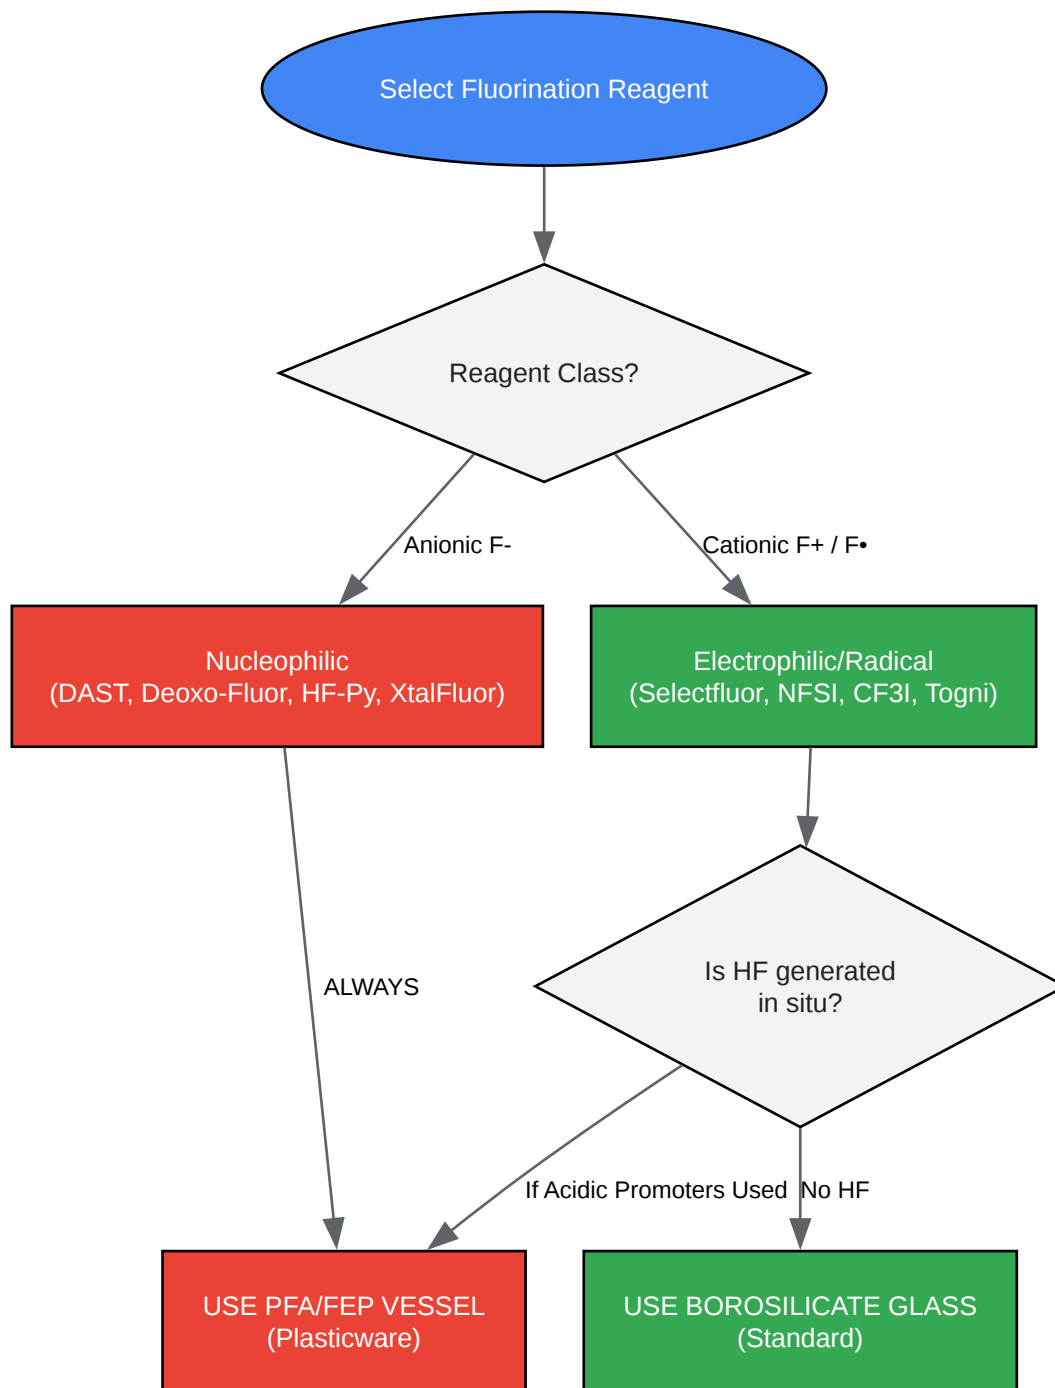 Select Fluorination Reagent
Reagent Class?
Anionic F-
Cationic F+ / F•
Nucleophilic
(DAST, Deoxo-Fluor, HF-Py, XtalFluor)
Electrophilic/Radical
(Selectfluor, NFSI, CF3I, Togni)
Is HF generated
in situ?
ALWAYS
If Acidic Promoters Used
No HF
USE PFA/FEP VESSEL
(Plasticware)
USE BOROSILICATE GLASS
(Standard)